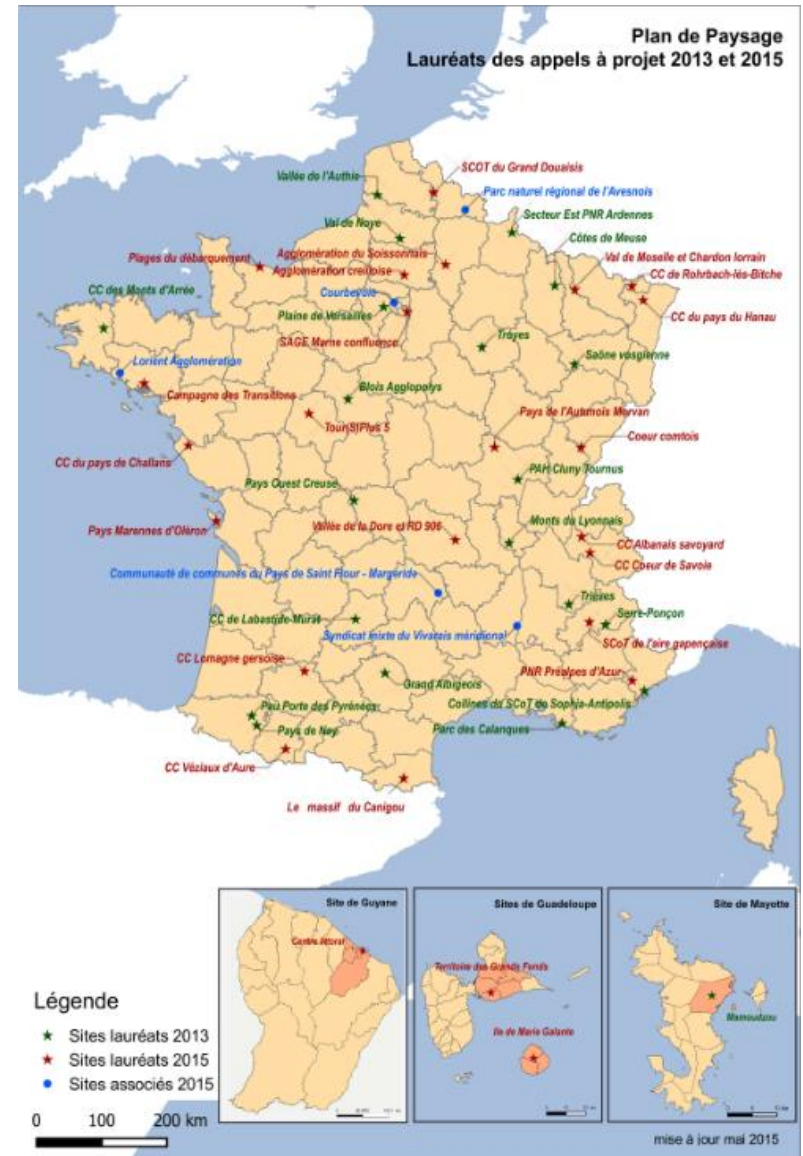 Plan de Paysage
Lauréats des appels à projet 2013 et 2015
SCOT du Grand Douaisis
Vallée de l'Authie
Parc naturel régional de l'Avesnois
Secteur Est PNR Ardennes
Val de Noye
Côtes de Meuse
Plages du débarquement
Agglomération du Soissonnais
Val de Moselle et Chardon lorrain
Agglomération creilloise
CC de Rohrbach-lès-Bitche
Courbevoie
CC des Monts d'Arrée
Plaine de Versailles
CC du pays du Hanau
SAGE Marne confluence
Troyes
Lorient Agglomération
Saône vosgienne
Blois Agglopolys
Campagne des Transitions
Pays de l'Autunois Morvan
Tour(S)Plus 5
Coeur comtois
CC du pays de Challans
PAH Cluny Tournus
Pays Ouest Creuse
Monts du Lyonnais
Pays Marennes d'Oléron
Vallée de la Dore et RD 906
CC Albanais savoyard
CC Coeur de Savoie
Communauté de communes du Pays de Saint Flour - Margeride
Trièves
CC de Labastide-Murat
Serre-Ponçon
Syndicat mixte du Vivarais méridional
SCoT de l'aire gapençaise
CC Lomagne gersoise
PNR Préalpes d'Azur
Grand Albigeois
Collines du SCoT de Sophia-Antipolis
Pau Porte des Pyrénées
Pays de Nay
Parc des Calanques
CC Véziaux d'Aure
Le massif du Canigou
Site de Guyane
Centre littoral
Sites de Guadeloupe
Territoire des Grands Fonds
Ile de Marie Galante
Site de Mayotte
Mamoudzou
Légende
Sites lauréats 2013
Sites lauréats 2015
Sites associés 2015
0 100 200 km
mise à jour mai 2015